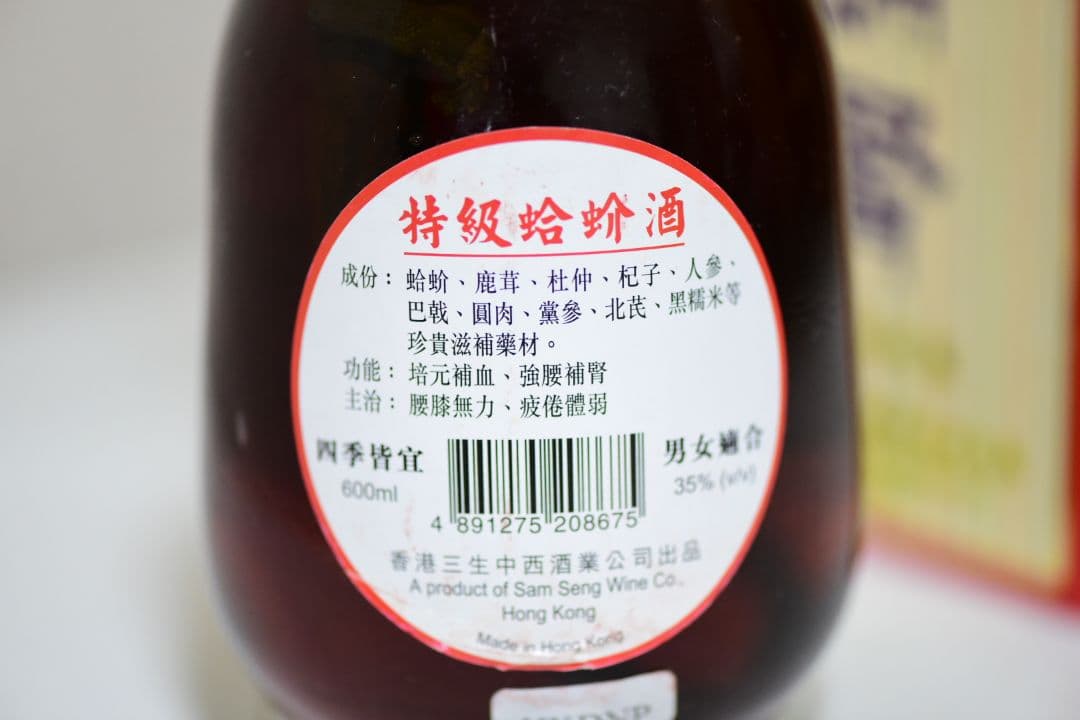 特級蛤蚧酒
成份：蛤蚧、鹿茸、杜仲、杞子、人參、
巴戟、圓肉、黨參、北芪、黑糯米等
珍貴滋補藥材。
功能：培元補血、強腰補腎
主治：腰膝無力、疲倦體弱
四季皆宜
男女適合
600ml
35% (v/v)
4 891275 208675
香港三生中西酒業公司出品
A product of Sam Seng Wine Co.,
Hong Kong
Made in Hong Kong